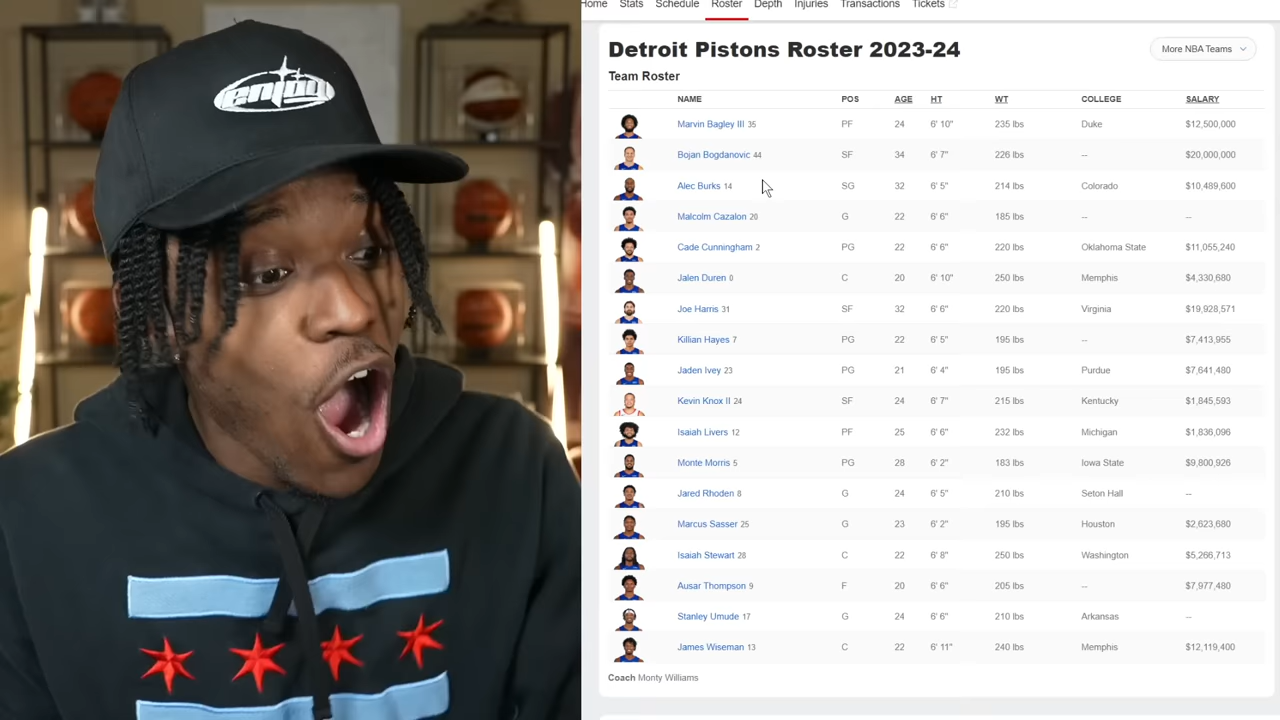 enjoy
Home Stats Schedule Roster Depth Injuries Transactions Tickets
Detroit Pistons Roster 2023-24
More NBA Teams
Team Roster
NAME POS AGE HT WT COLLEGE SALARY
Marvin Bagley III 35 PF 24 6' 10" 235 lbs Duke $12,500,000
Bojan Bogdanovic 44 SF 34 6' 7" 226 lbs -- $20,000,000
Alec Burks 14 SG 32 6' 5" 214 lbs Colorado $10,489,600
Malcolm Cazalon 20 G 22 6' 6" 185 lbs -- --
Cade Cunningham 2 PG 22 6' 6" 220 lbs Oklahoma State $11,055,240
Jalen Duren 0 C 20 6' 10" 250 lbs Memphis $4,330,680
Joe Harris 31 SF 32 6' 6" 220 lbs Virginia $19,928,571
Killian Hayes 7 PG 22 6' 5" 195 lbs -- $7,413,955
Jaden Ivey 23 PG 21 6' 4" 195 lbs Purdue $7,641,480
Kevin Knox II 24 SF 24 6' 7" 215 lbs Kentucky $1,845,593
Isaiah Livers 12 PF 25 6' 6" 232 lbs Michigan $1,836,096
Monte Morris 5 PG 28 6' 2" 183 lbs Iowa State $9,800,926
Jared Rhoden 8 G 24 6' 5" 210 lbs Seton Hall --
Marcus Sasser 25 G 23 6' 2" 195 lbs Houston $2,623,680
Isaiah Stewart 28 C 22 6' 8" 250 lbs Washington $5,266,713
Ausar Thompson 9 F 20 6' 6" 205 lbs -- $7,977,480
Stanley Umude 17 G 24 6' 6" 210 lbs Arkansas --
James Wiseman 13 C 22 6' 11" 240 lbs Memphis $12,119,400
Coach Monty Williams